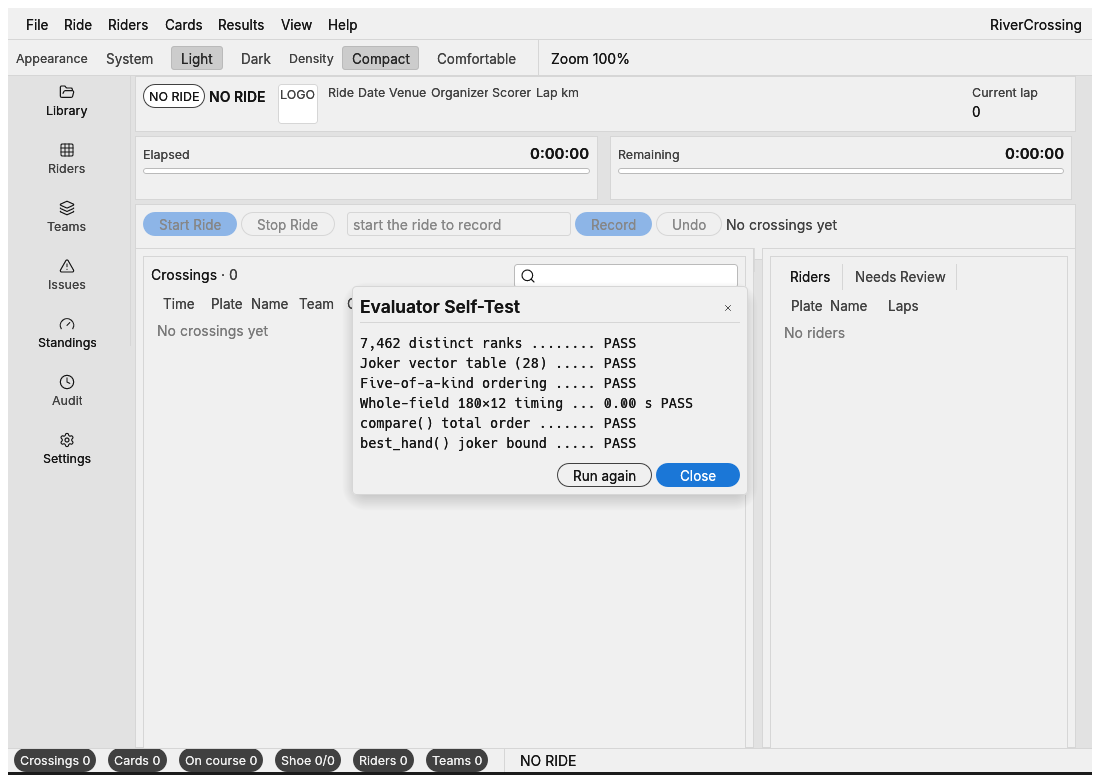 File Ride Riders Cards Results View Help RiverCrossing
Appearance System Light Dark Density Compact Comfortable Zoom 100%
Library
Riders
Teams
Issues
Standings
Audit
Settings
NO RIDE NO RIDE LOGO Ride Date Venue Organizer Scorer Lap km
Current lap
0
Elapsed 0:00:00
Remaining 0:00:00
Start Ride Stop Ride start the ride to record Record Undo No crossings yet
Crossings · 0
Time Plate Name Team
No crossings yet
Evaluator Self-Test ×
7,462 distinct ranks ........ PASS
Joker vector table (28) ..... PASS
Five-of-a-kind ordering ..... PASS
Whole-field 180×12 timing ... 0.00 s PASS
compare() total order ....... PASS
best_hand() joker bound ..... PASS
Run again Close
Riders Needs Review
Plate Name Laps
No riders
Crossings 0 Cards 0 On course 0 Shoe 0/0 Riders 0 Teams 0 NO RIDE